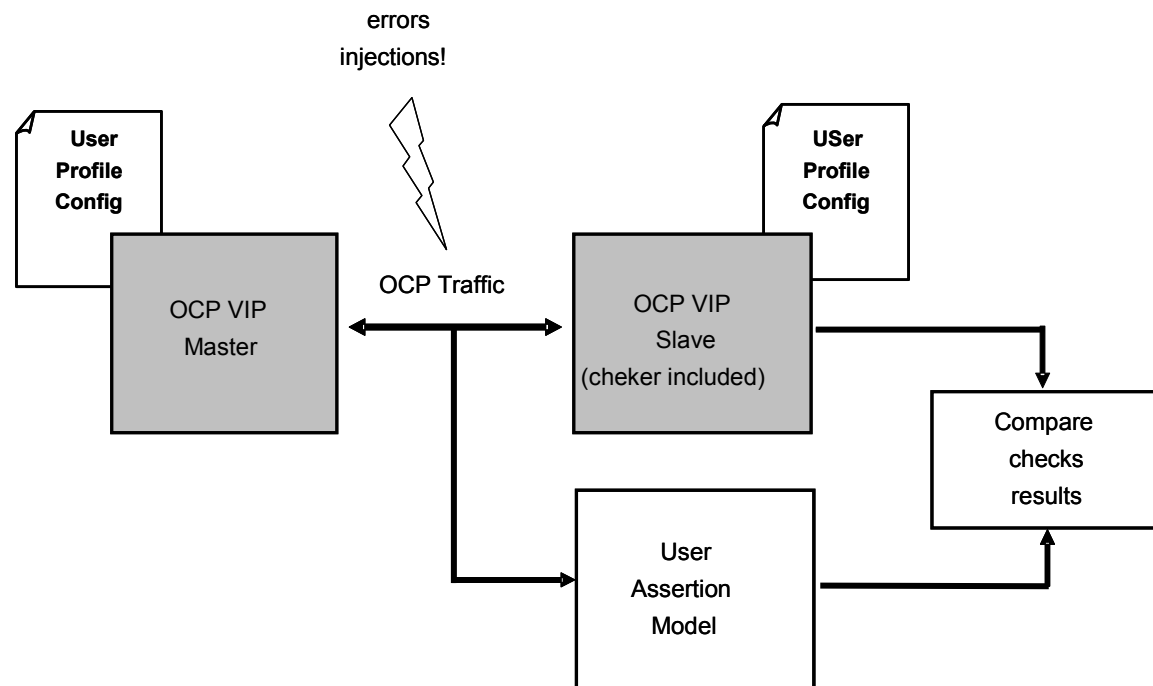 errors
injections!
User
Profile
Config
USer
Profile
Config
OCP Traffic
OCP VIP
Master
OCP VIP
Slave
(cheker included)
Compare
checks
results
User
Assertion
Model